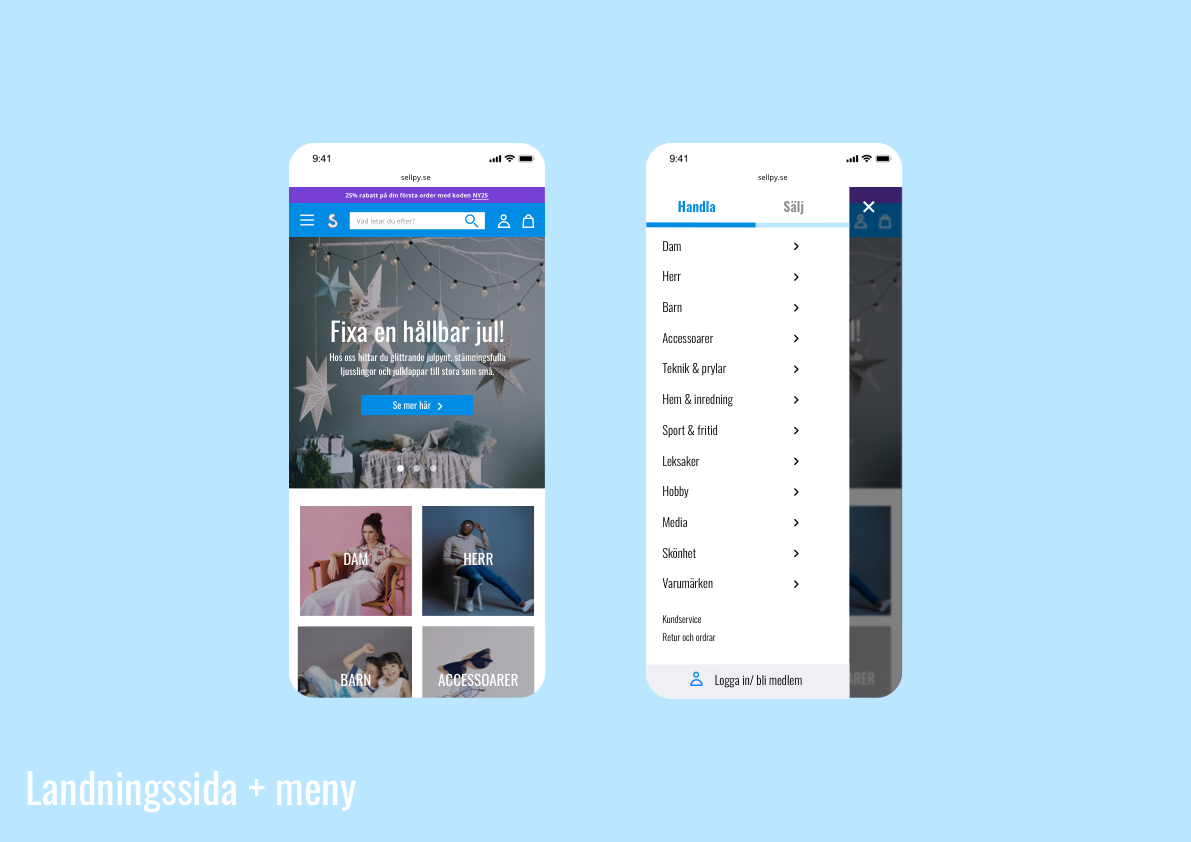 9:41
sellpy.se
25% rabatt på din första order med koden NY25
S
Vad letar du efter?
Fixa en hållbar jul!
Hos oss hittar du glittrande julpynt, stämningsfulla
ljusslingor och julklappar till stora som små.
Se mer här
DAM
HERR
BARN
ACCESSOARER
9:41
sellpy.se
Handla
Sälj
Dam
Herr
Barn
Accessoarer
Teknik & prylar
Hem & inredning
Sport & fritid
Leksaker
Hobby
Media
Skönhet
Varumärken
Kundservice
Retur och ordrar
Logga in/ bli medlem
l!
ARER
Landningssida + meny